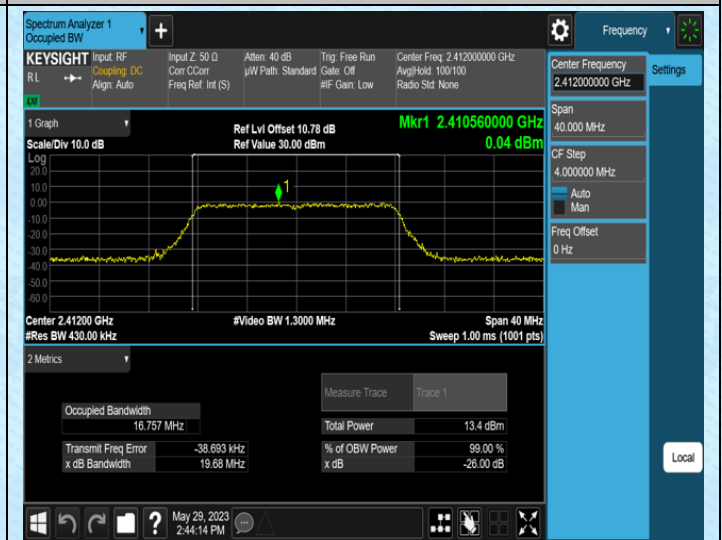 Spectrum Analyzer 1
Occupied BW
+
Frequency
KEYSIGHT
RL
LXI
Input: RF
Coupling: DC
Align: Auto
Input Z: 50 Ω
Corr CCorr
Freq Ref: Int (S)
Atten: 40 dB
µW Path: Standard
Trig: Free Run
Gate: Off
#IF Gain: Low
Center Freq: 2.412000000 GHz
Avg|Hold: 100/100
Radio Std: None
Center Frequency
2.412000000 GHz
Settings
Span
40.000 MHz
CF Step
4.000000 MHz
Auto
Man
Freq Offset
0 Hz
Local
1 Graph
Scale/Div 10.0 dB
Ref Lvl Offset 10.78 dB
Ref Value 30.00 dBm
Mkr1 2.410560000 GHz
0.04 dBm
Log
20.0
10.0
0.00
-10.0
-20.0
-30.0
-40.0
-50.0
-60.0
1
Center 2.41200 GHz
#Res BW 430.00 kHz
#Video BW 1.3000 MHz
Span 40 MHz
Sweep 1.00 ms (1001 pts)
2 Metrics
Measure Trace Trace 1
Occupied Bandwidth
16.757 MHz
Total Power 13.4 dBm
Transmit Freq Error -38.693 kHz
% of OBW Power 99.00 %
x dB Bandwidth 19.68 MHz
x dB -26.00 dB
?
May 29, 2023
2:44:14 PM